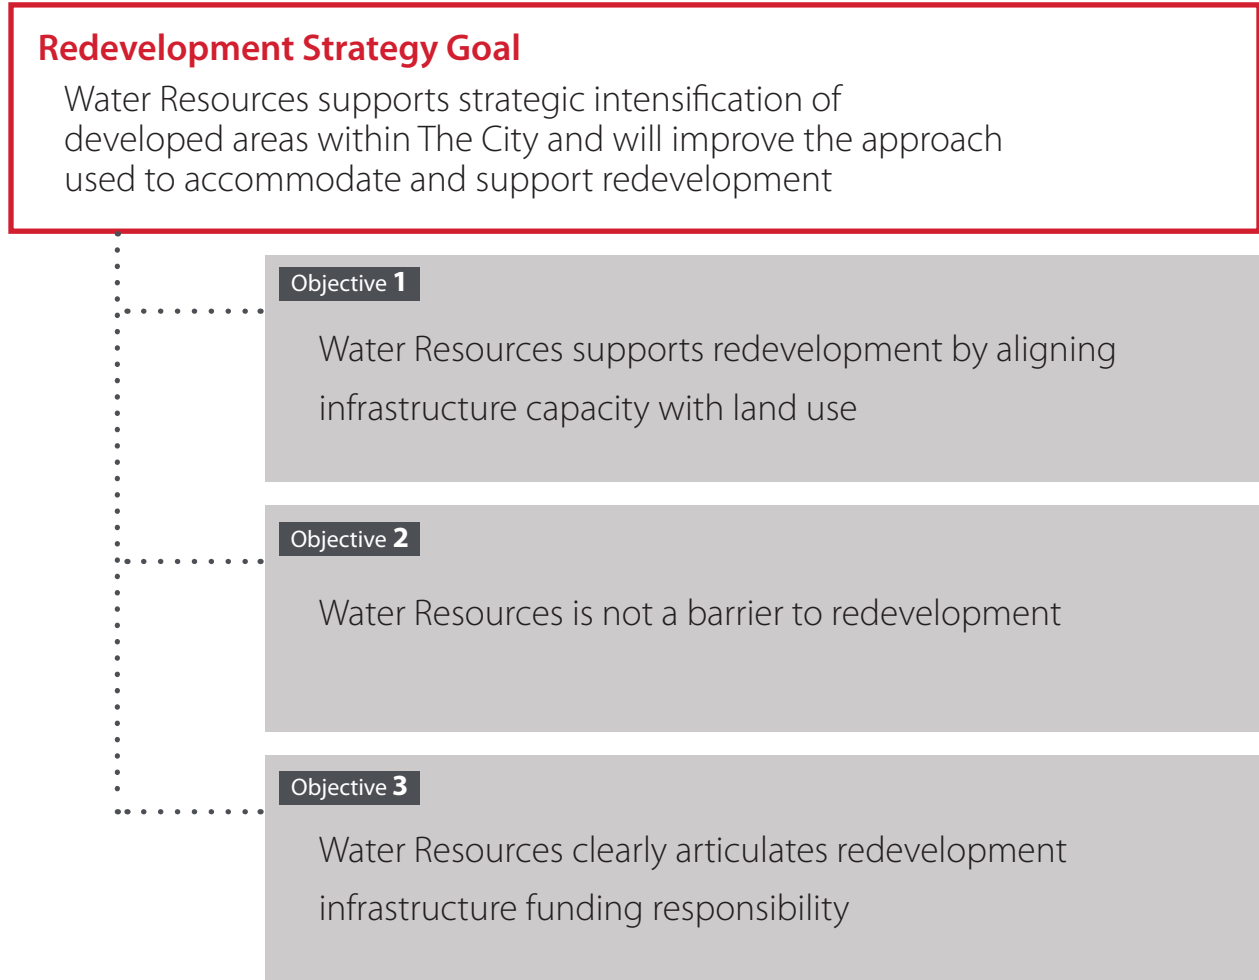 Redevelopment Strategy Goal
Water Resources supports strategic intensification of
developed areas within The City and will improve the approach
used to accommodate and support redevelopment
Objective 1
Water Resources supports redevelopment by aligning
infrastructure capacity with land use
Objective 2
Water Resources is not a barrier to redevelopment
Objective 3
Water Resources clearly articulates redevelopment
infrastructure funding responsibility